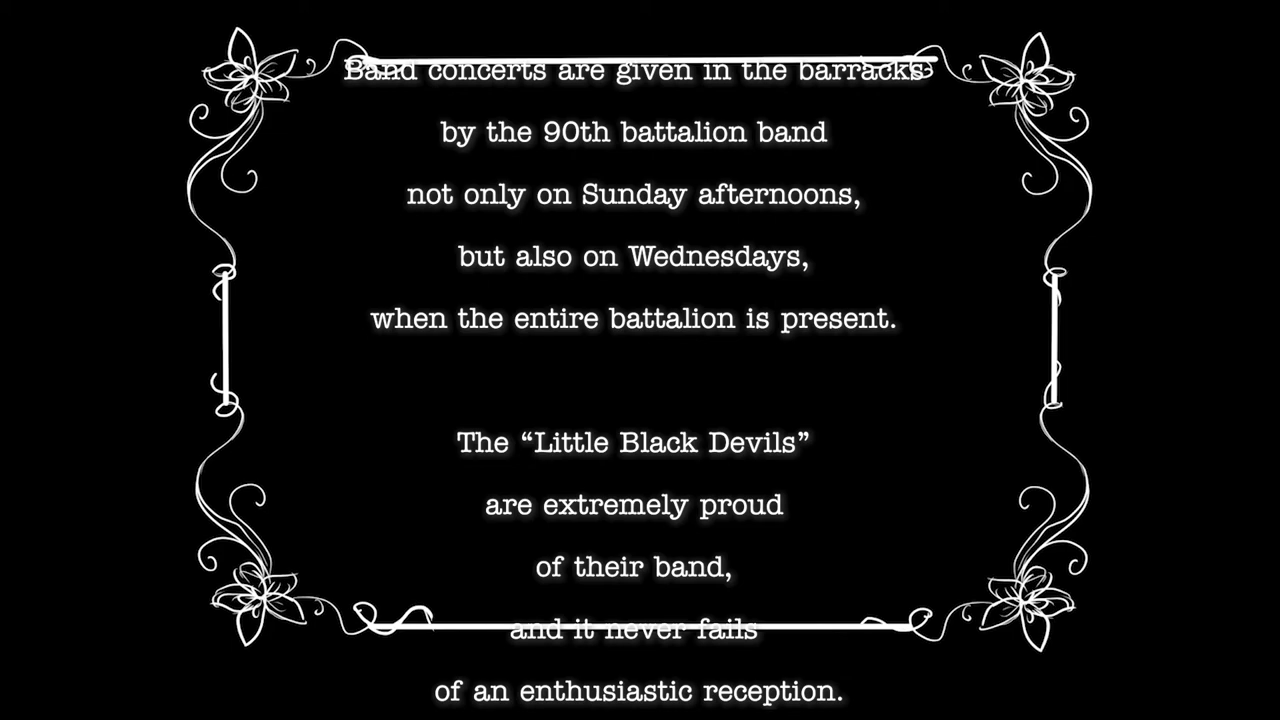 Band concerts are given in the barracks
by the 90th battalion band
not only on Sunday afternoons,
but also on Wednesdays,
when the entire battalion is present.
The “Little Black Devils”
are extremely proud
of their band,
and it never fails
of an enthusiastic reception.